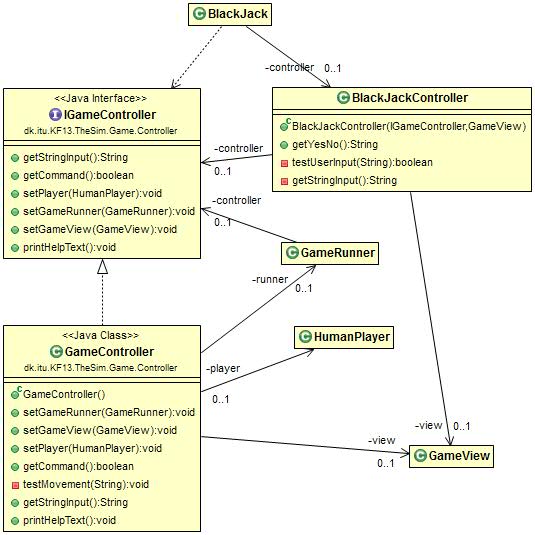 BlackJack
-controller
0..1
<<Java Interface>>
IGameController
dk.itu.KF13.TheSim.Game.Controller
getStringInput():String
getCommand():boolean
setPlayer(HumanPlayer):void
setGameRunner(GameRunner):void
setGameView(GameView):void
printHelpText():void
BlackJackController
BlackJackController(IGameController,GameView)
getYesNo():String
testUserInput(String):boolean
getStringInput():String
-controller
0..1
-controller
0..1
GameRunner
-runner
0..1
HumanPlayer
-player
0..1
<<Java Class>>
GameController
dk.itu.KF13.TheSim.Game.Controller
GameController()
setGameRunner(GameRunner):void
setGameView(GameView):void
setPlayer(HumanPlayer):void
getCommand():boolean
testMovement(String):void
getStringInput():String
printHelpText():void
-view
0..1
-view
0..1
GameView